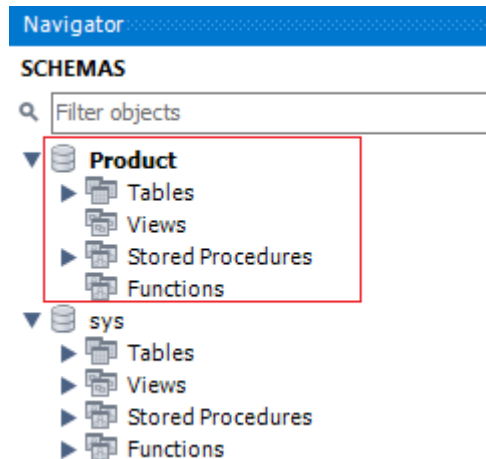 Navigator
SCHEMAS
Filter objects
Product
Tables
Views
Stored Procedures
Functions
sys
Tables
Views
Stored Procedures
Functions